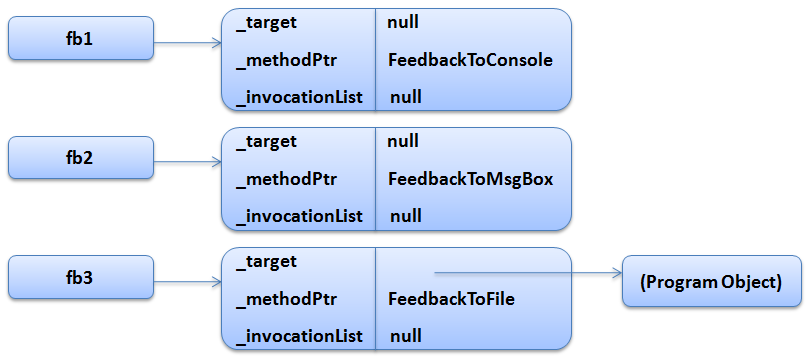 fb1
_target null
_methodPtr FeedbackToConsole
_invocationList null
fb2
_target null
_methodPtr FeedbackToMsgBox
_invocationList null
fb3
_target
_methodPtr FeedbackToFile
_invocationList null
(Program Object)